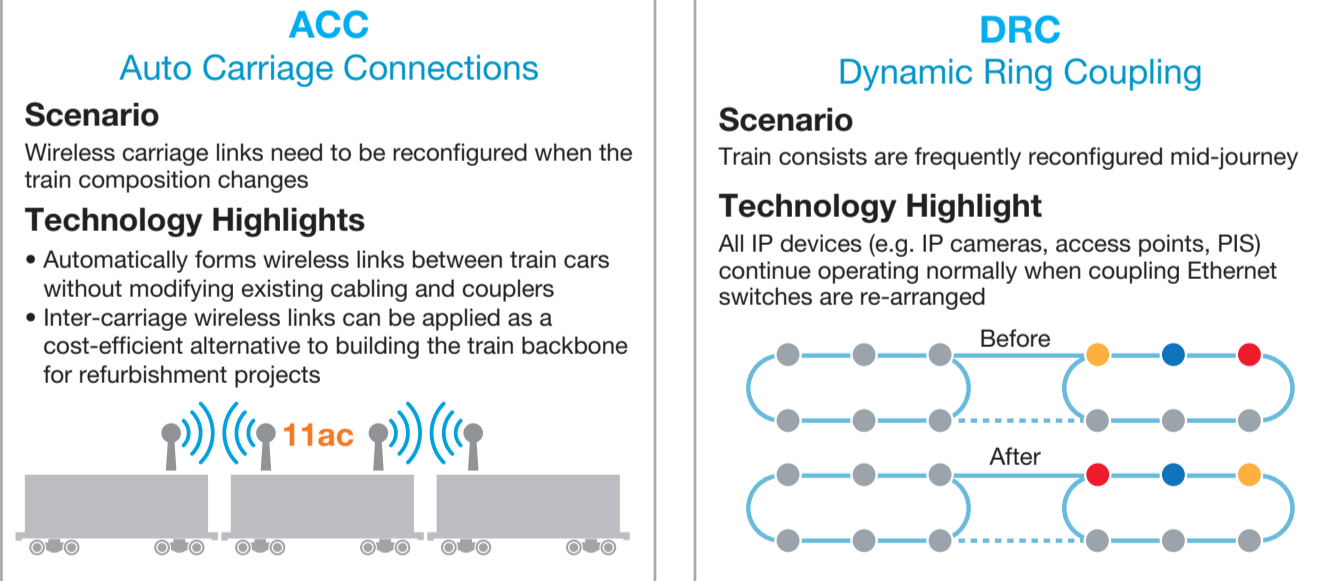 ACC
Auto Carriage Connections
Scenario
Wireless carriage links need to be reconfigured when the
train composition changes
Technology Highlights
• Automatically forms wireless links between train cars
without modifying existing cabling and couplers
• Inter-carriage wireless links can be applied as a
cost-efficient alternative to building the train backbone
for refurbishment projects
11ac
DRC
Dynamic Ring Coupling
Scenario
Train consists are frequently reconfigured mid-journey
Technology Highlight
All IP devices (e.g. IP cameras, access points, PIS)
continue operating normally when coupling Ethernet
switches are re-arranged
Before
After